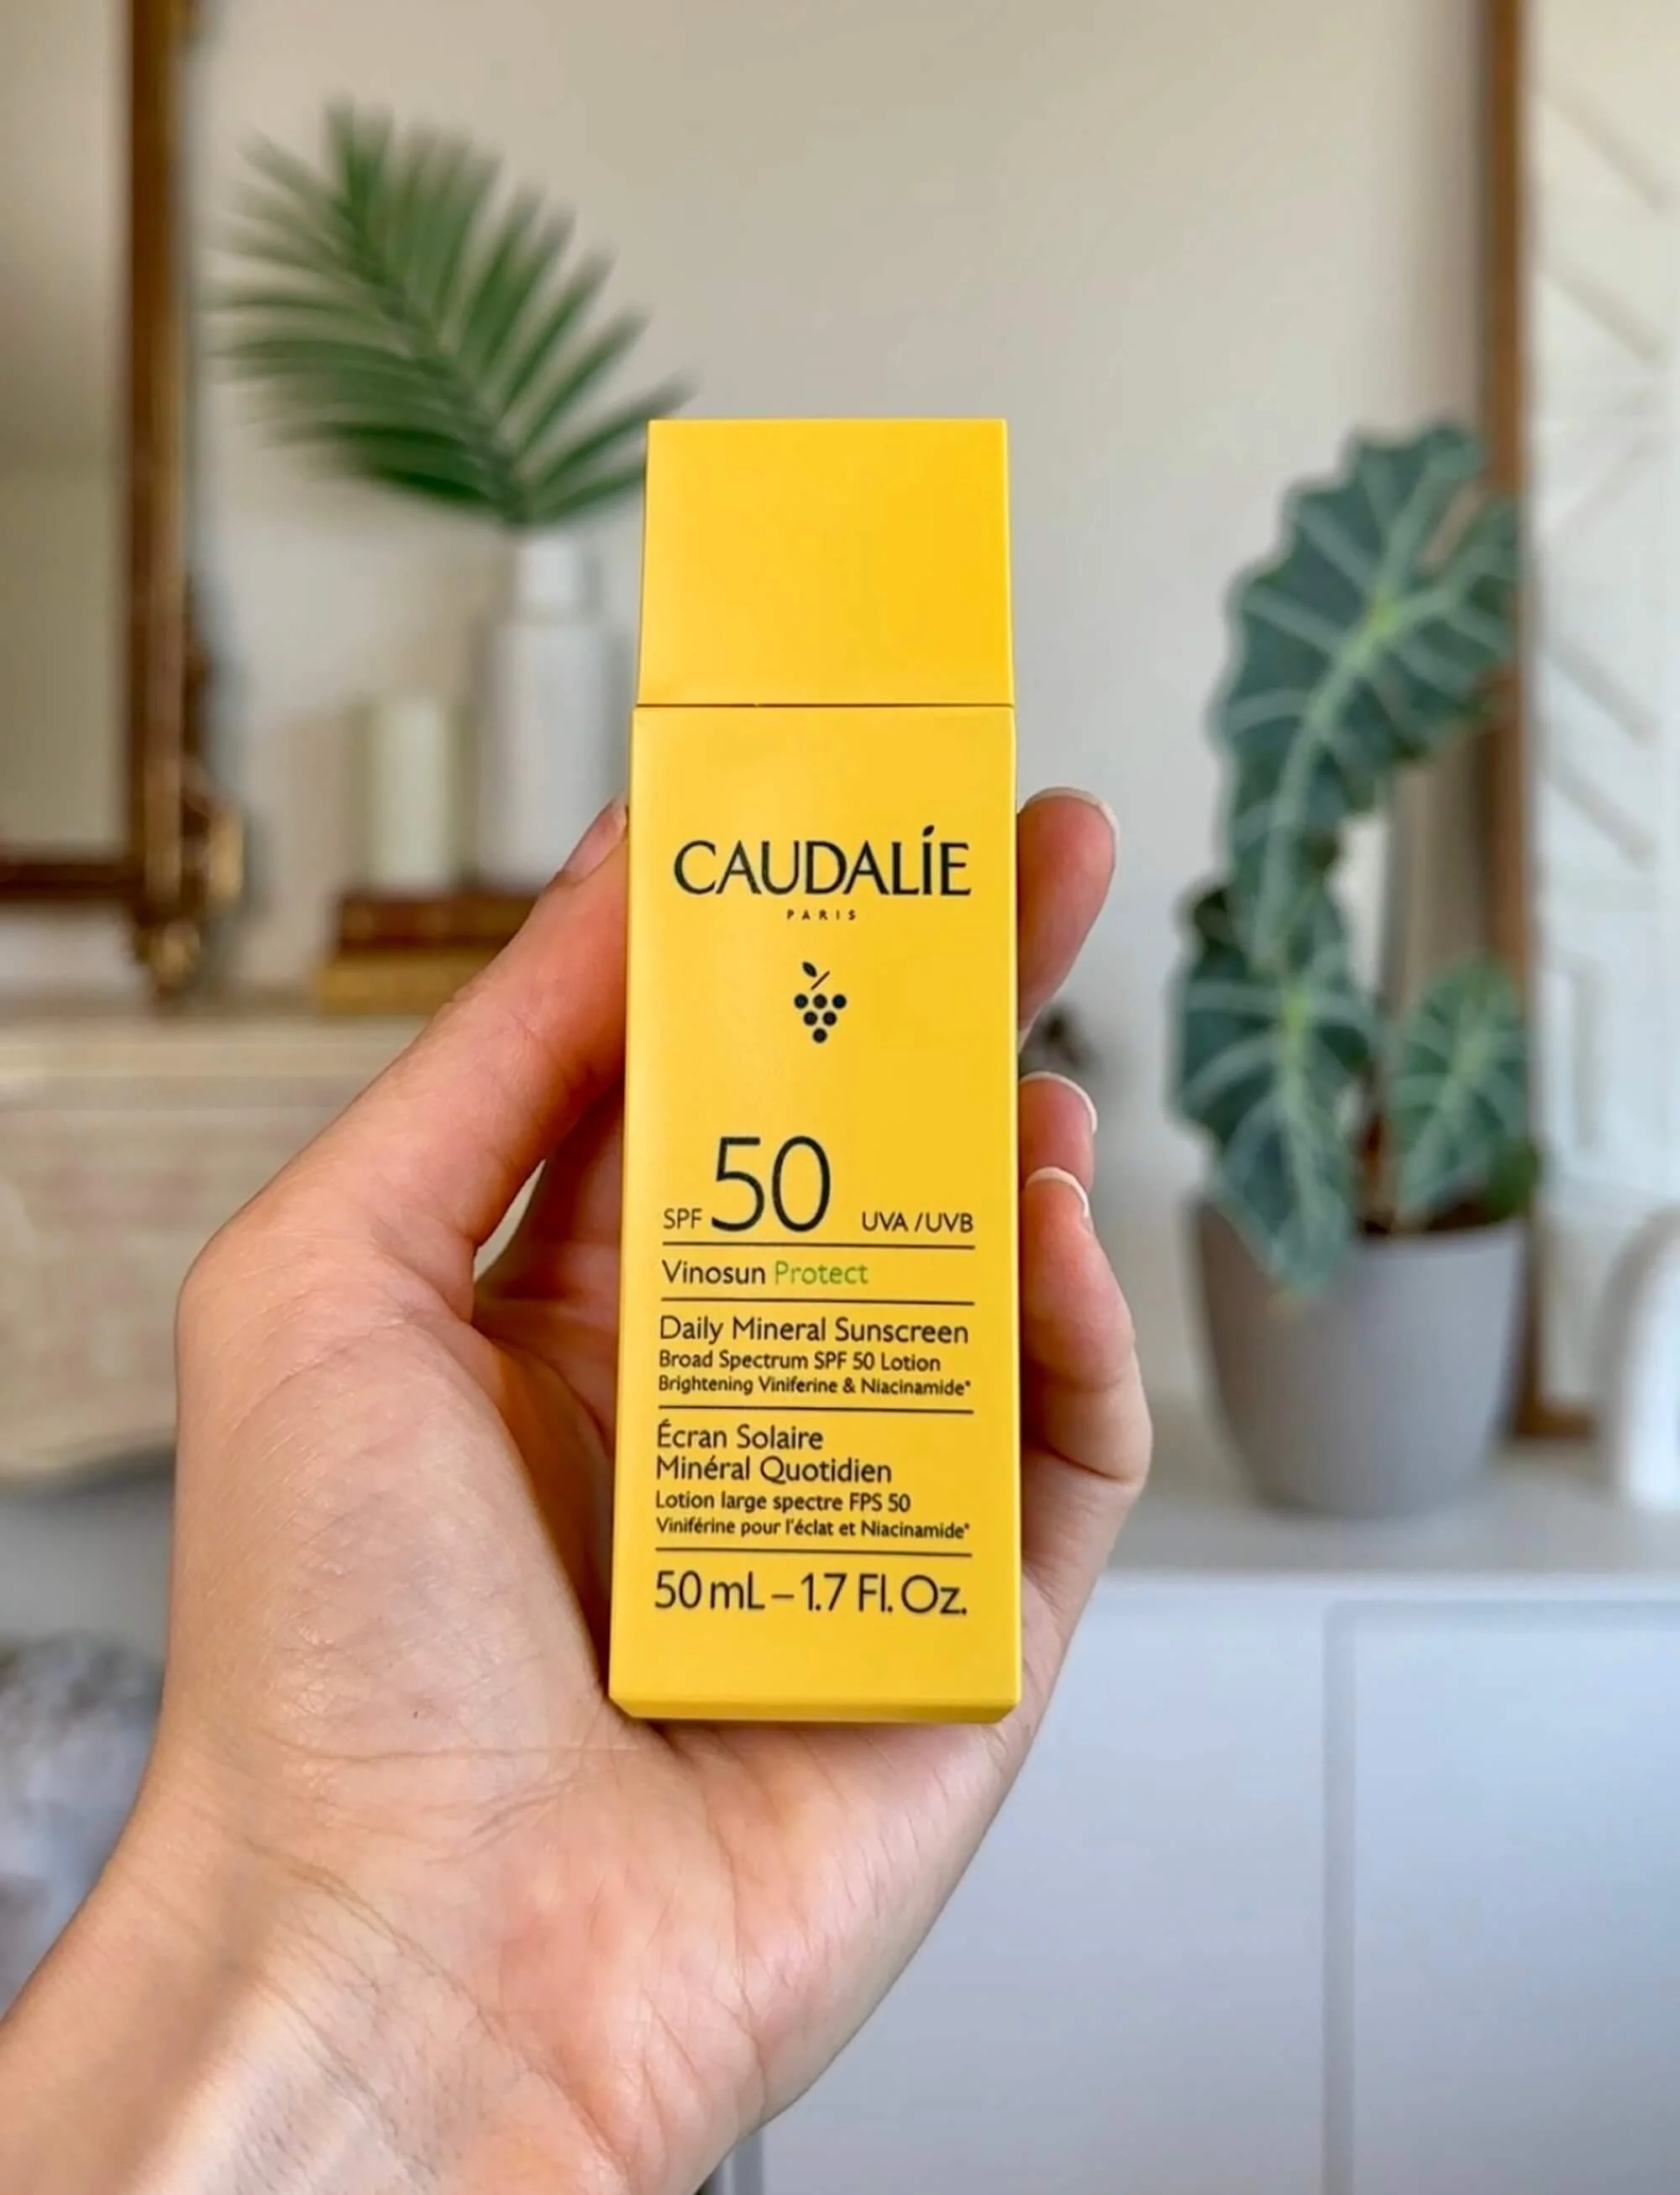 CAUDALÍE
PARIS
SPF 50 UVA /UVB
Vinosun Protect
Daily Mineral Sunscreen
Broad Spectrum SPF 50 Lotion
Brightening Viniferine & Niacinamide*
Écran Solaire
Minéral Quotidien
Lotion large spectre FPS 50
Viniférine pour l'éclat et Niacinamide*
50 mL – 1.7 Fl. Oz.